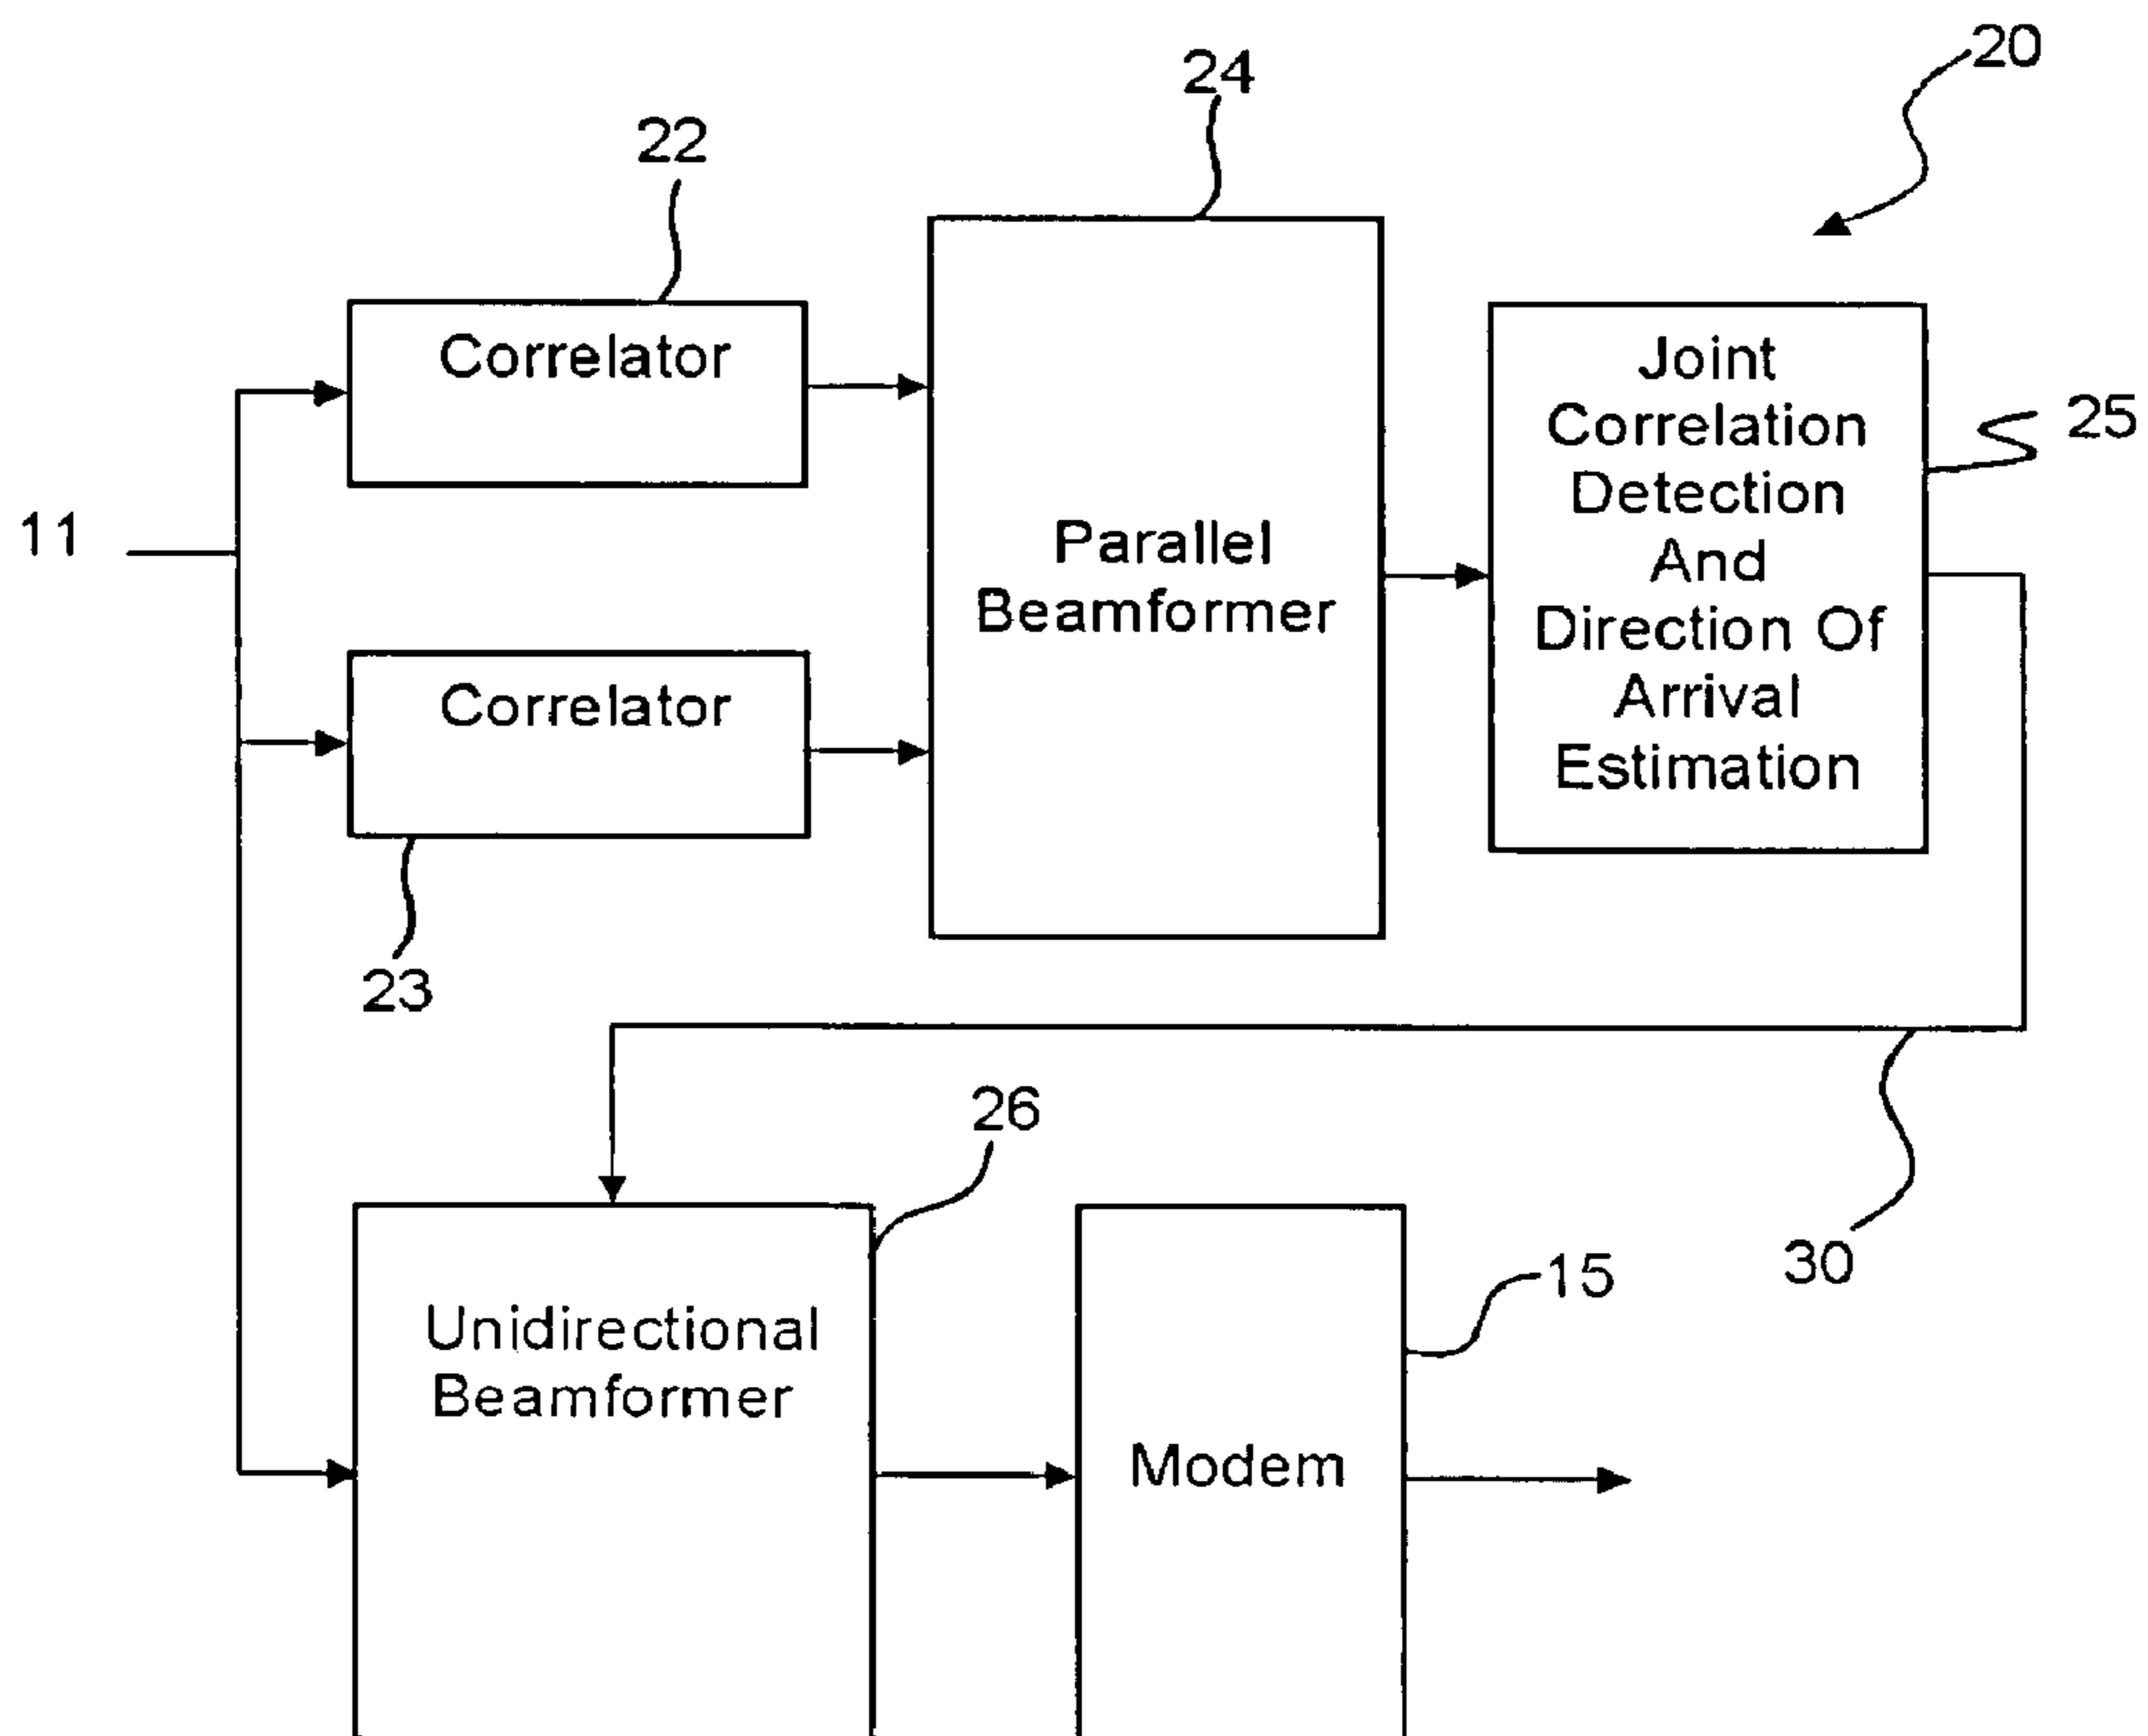 20
24
22
Correlator
Joint
Correlation
Detection
And
Direction Of
Arrival
Estimation
25
11
Parallel
Beamformer
Correlator
23
26
30
15
Unidirectional
Beamformer
Modem